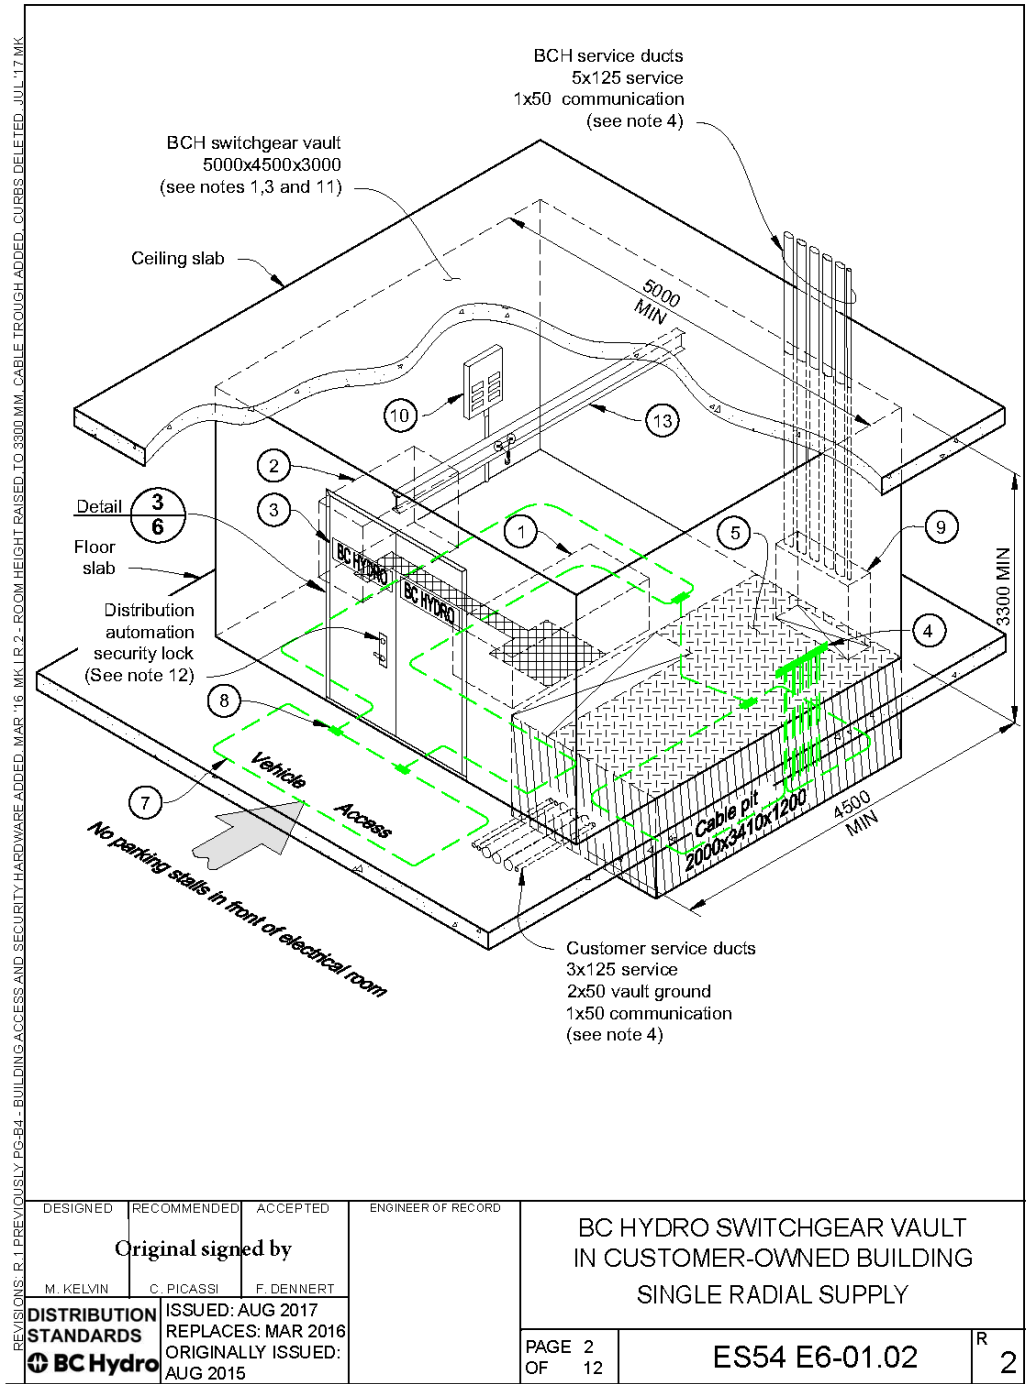 BCH service ducts
5x125 service
1x50 communication
(see note 4)
BCH switchgear vault
5000x4500x3000
(see notes 1,3 and 11)
Ceiling slab
5000
MIN
10
13
2
3
Detail
3
6
1
5
9
Floor
slab
BC HYDRO
BC HYDRO
3300 MIN
Distribution
automation
security lock
(See note 12)
4
8
7
Vehicle
Access
Cable pit
2000x3410x1200
4500
MIN
No parking stalls in front of electrical room
Customer service ducts
3x125 service
2x50 vault ground
1x50 communication
(see note 4)
REVISIONS: R.1 PREVIOUSLY PG-B4 - BUILDING ACCESS AND SECURITY HARDWARE ADDED. MAR '16 MK | R.2 - ROOM HEIGHT RAISED TO 3300 MM, CABLE TROUGH ADDED, CURBS DELETED. JUL '17 MK
DESIGNED
RECOMMENDED
ACCEPTED
ENGINEER OF RECORD
Original signed by
M. KELVIN
C. PICASSI
F. DENNERT
DISTRIBUTION
STANDARDS
BC Hydro
ISSUED: AUG 2017
REPLACES: MAR 2016
ORIGINALLY ISSUED:
AUG 2015
BC HYDRO SWITCHGEAR VAULT
IN CUSTOMER-OWNED BUILDING
SINGLE RADIAL SUPPLY
PAGE 2
OF 12
ES54 E6-01.02
R
2